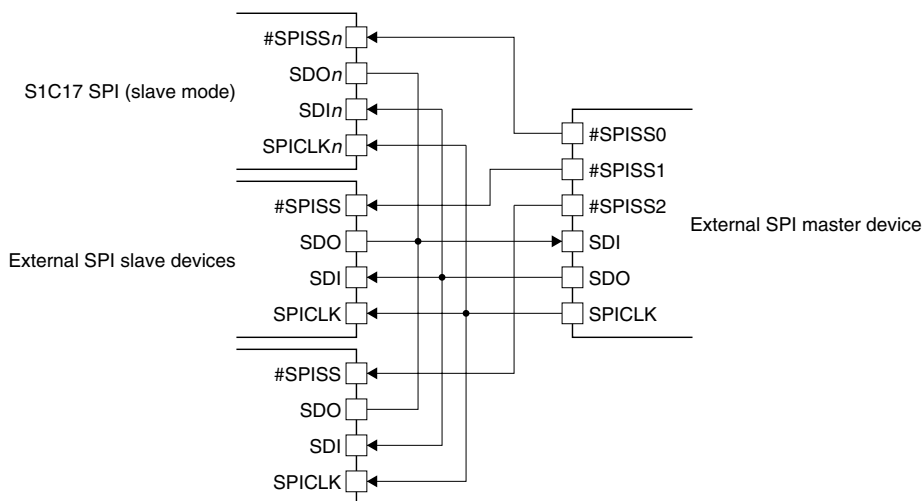 #SPISSn
SDOn
S1C17 SPI (slave mode)
SDIn
SPICLKn
#SPISS
SDO
External SPI slave devices
SDI
SPICLK
#SPISS
SDO
SDI
SPICLK
#SPISS0
#SPISS1
#SPISS2
External SPI master device
SDI
SDO
SPICLK